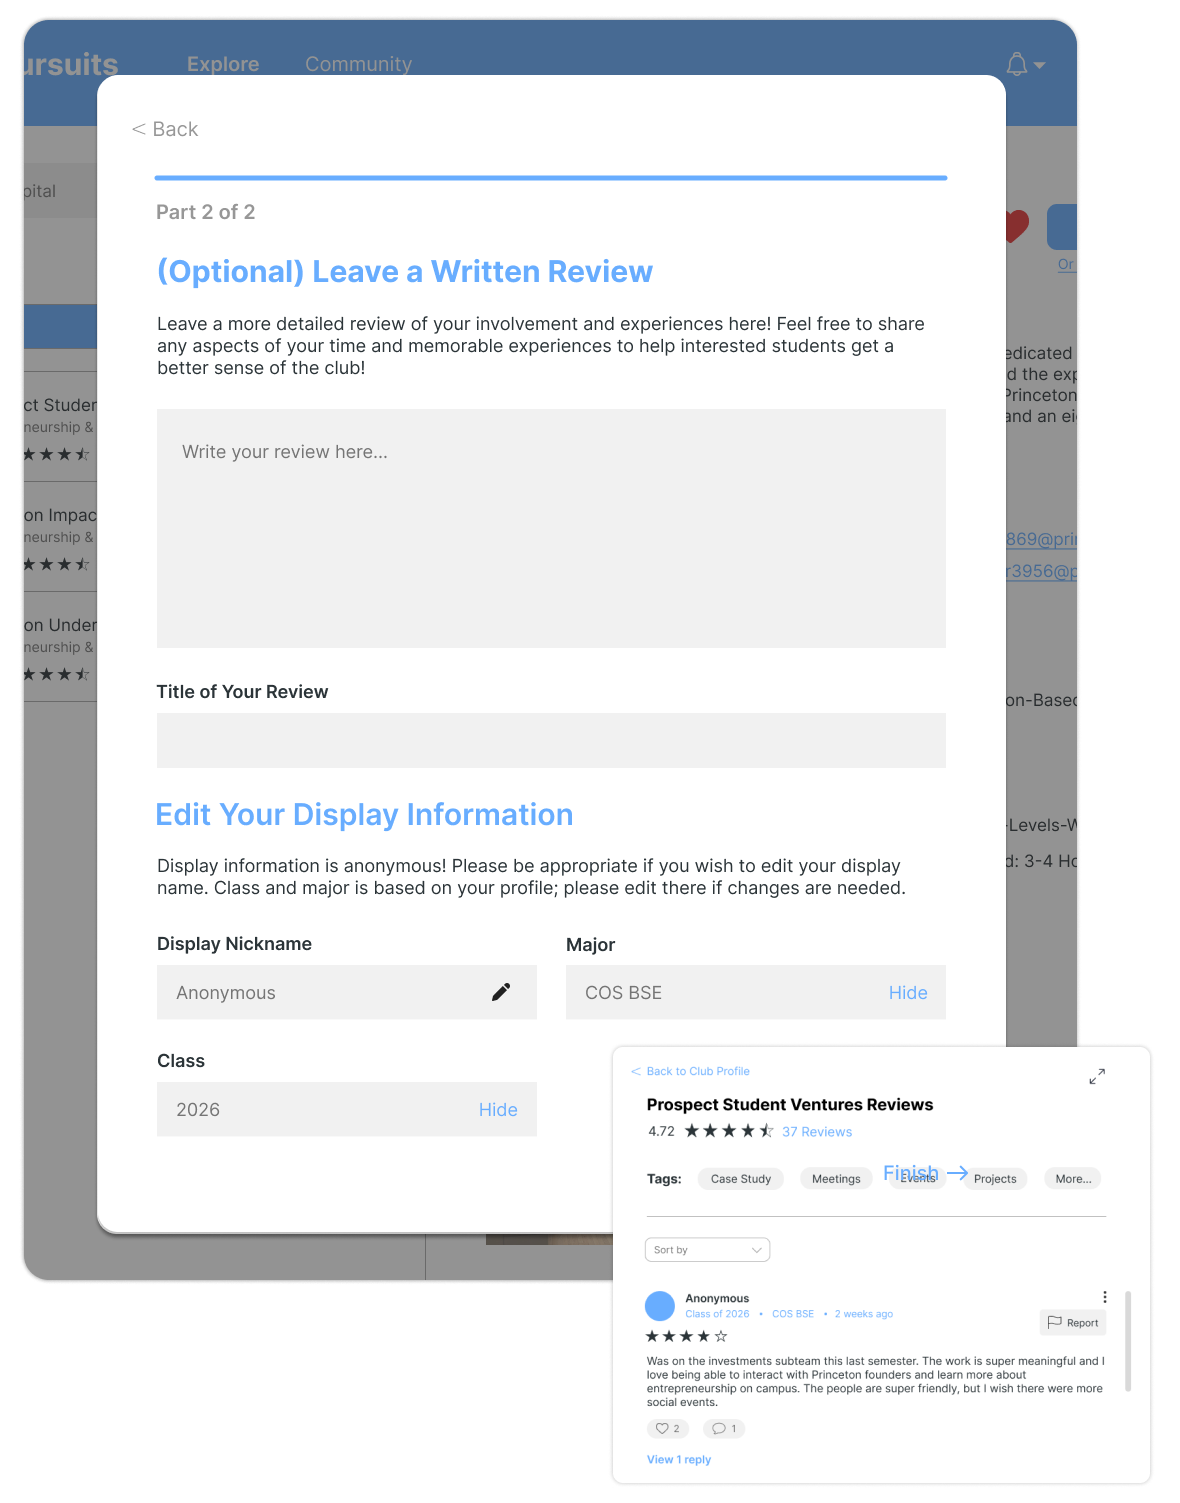 ursuits
Explore
Community
< Back
pital
Part 2 of 2
(Optional) Leave a Written Review
Or
Leave a more detailed review of your involvement and experiences here! Feel free to share
any aspects of your time and memorable experiences to help interested students get a
better sense of the club!
edicated
d the exp
Princeton
and an ei
ct Studen
neurship &
Write your review here...
on Impac
neurship &
869@prin
r3956@p
on Under
neurship &
Title of Your Review
on-Based
Edit Your Display Information
-Levels-W
Display information is anonymous! Please be appropriate if you wish to edit your display
name. Class and major is based on your profile; please edit there if changes are needed.
d: 3-4 Ho
Display Nickname
Major
Anonymous
COS BSE
Hide
Class
2026
Hide
< Back to Club Profile
Prospect Student Ventures Reviews
4.72
37 Reviews
Tags:
Case Study
Meetings
Events
Finish →
Projects
More...
Sort by
Anonymous
Class of 2026 • COS BSE • 2 weeks ago
Report
Was on the investments subteam this last semester. The work is super meaningful and I
love being able to interact with Princeton founders and learn more about
entrepreneurship on campus. The people are super friendly, but I wish there were more
social events.
2
1
View 1 reply